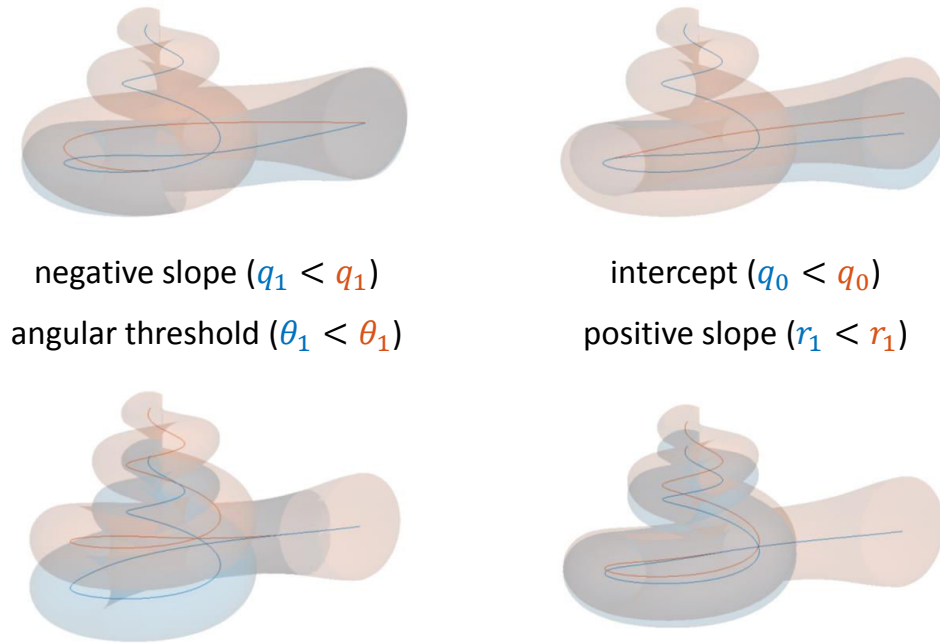 negative slope (q₁ < q₁)
intercept (q₀ < q₀)
angular threshold (θ₁ < θ₁)
positive slope (r₁ < r₁)